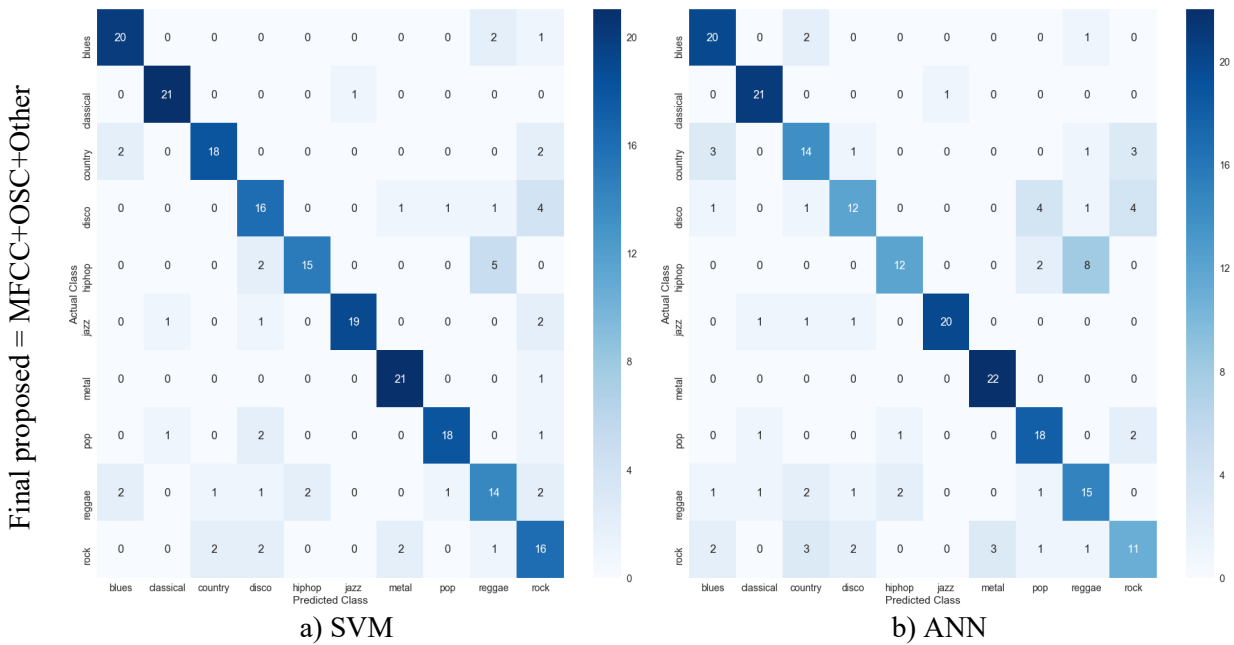 Final proposed = MFCC+OSC+Other
Actual Class
blues 20 0 0 0 0 0 0 0 2 1
classical 0 21 0 0 0 1 0 0 0 0
country 2 0 18 0 0 0 0 0 0 2
disco 0 0 0 16 0 0 1 1 1 4
hiphop 0 0 0 2 15 0 0 0 5 0
jazz 0 1 0 1 0 19 0 0 0 2
metal 0 0 0 0 0 0 21 0 0 1
pop 0 1 0 2 0 0 0 18 0 1
reggae 2 0 1 1 2 0 0 1 14 2
rock 0 0 2 2 0 0 2 0 1 16
blues classical country disco hiphop jazz metal pop reggae rock
Predicted Class
20
16
12
8
4
0
a) SVM
Actual Class
blues 20 0 2 0 0 0 0 0 1 0
classical 0 21 0 0 0 1 0 0 0 0
country 3 0 14 1 0 0 0 0 1 3
disco 1 0 1 12 0 0 0 4 1 4
hiphop 0 0 0 0 12 0 0 2 8 0
jazz 0 1 1 1 0 20 0 0 0 0
metal 0 0 0 0 0 0 22 0 0 0
pop 0 1 0 0 1 0 0 18 0 2
reggae 1 1 2 1 2 0 0 1 15 0
rock 2 0 3 2 0 0 3 1 1 11
blues classical country disco hiphop jazz metal pop reggae rock
Predicted Class
20
16
12
8
4
0
b) ANN